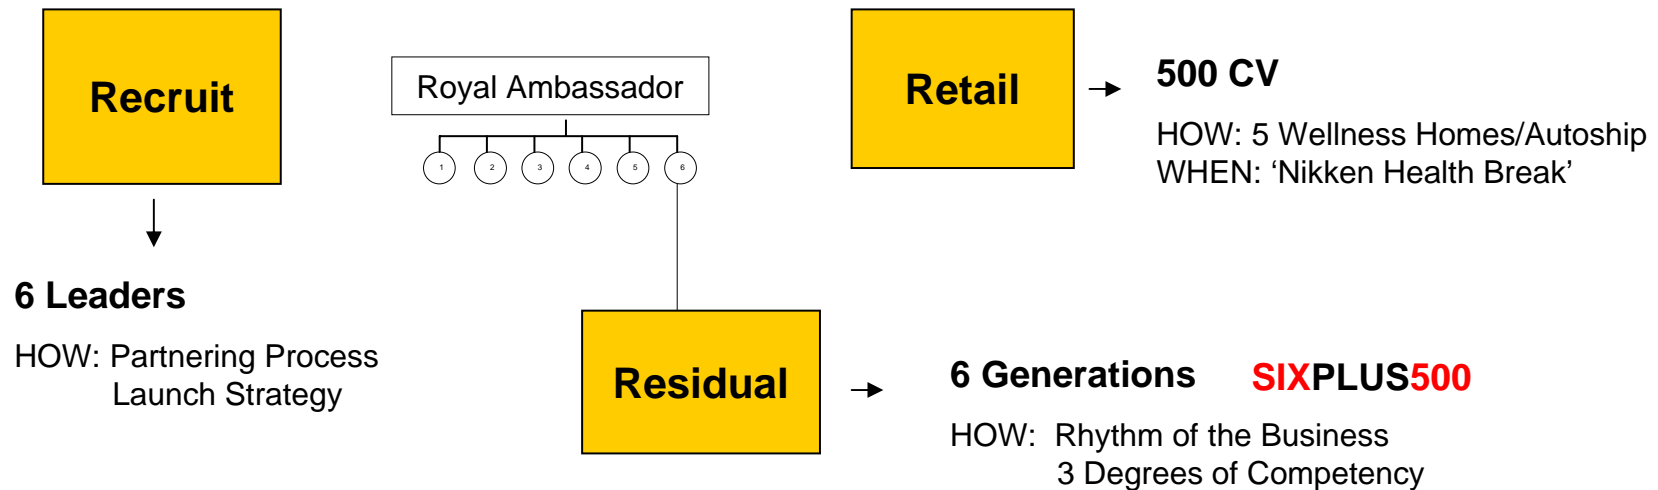 Recruit
6 Leaders
HOW: Partnering Process
Launch Strategy
Royal Ambassador
1 2 3 4 5 6
Retail
500 CV
HOW: 5 Wellness Homes/Autoship
WHEN: ‘Nikken Health Break’
Residual
6 Generations SIXPLUS500
HOW: Rhythm of the Business
3 Degrees of Competency